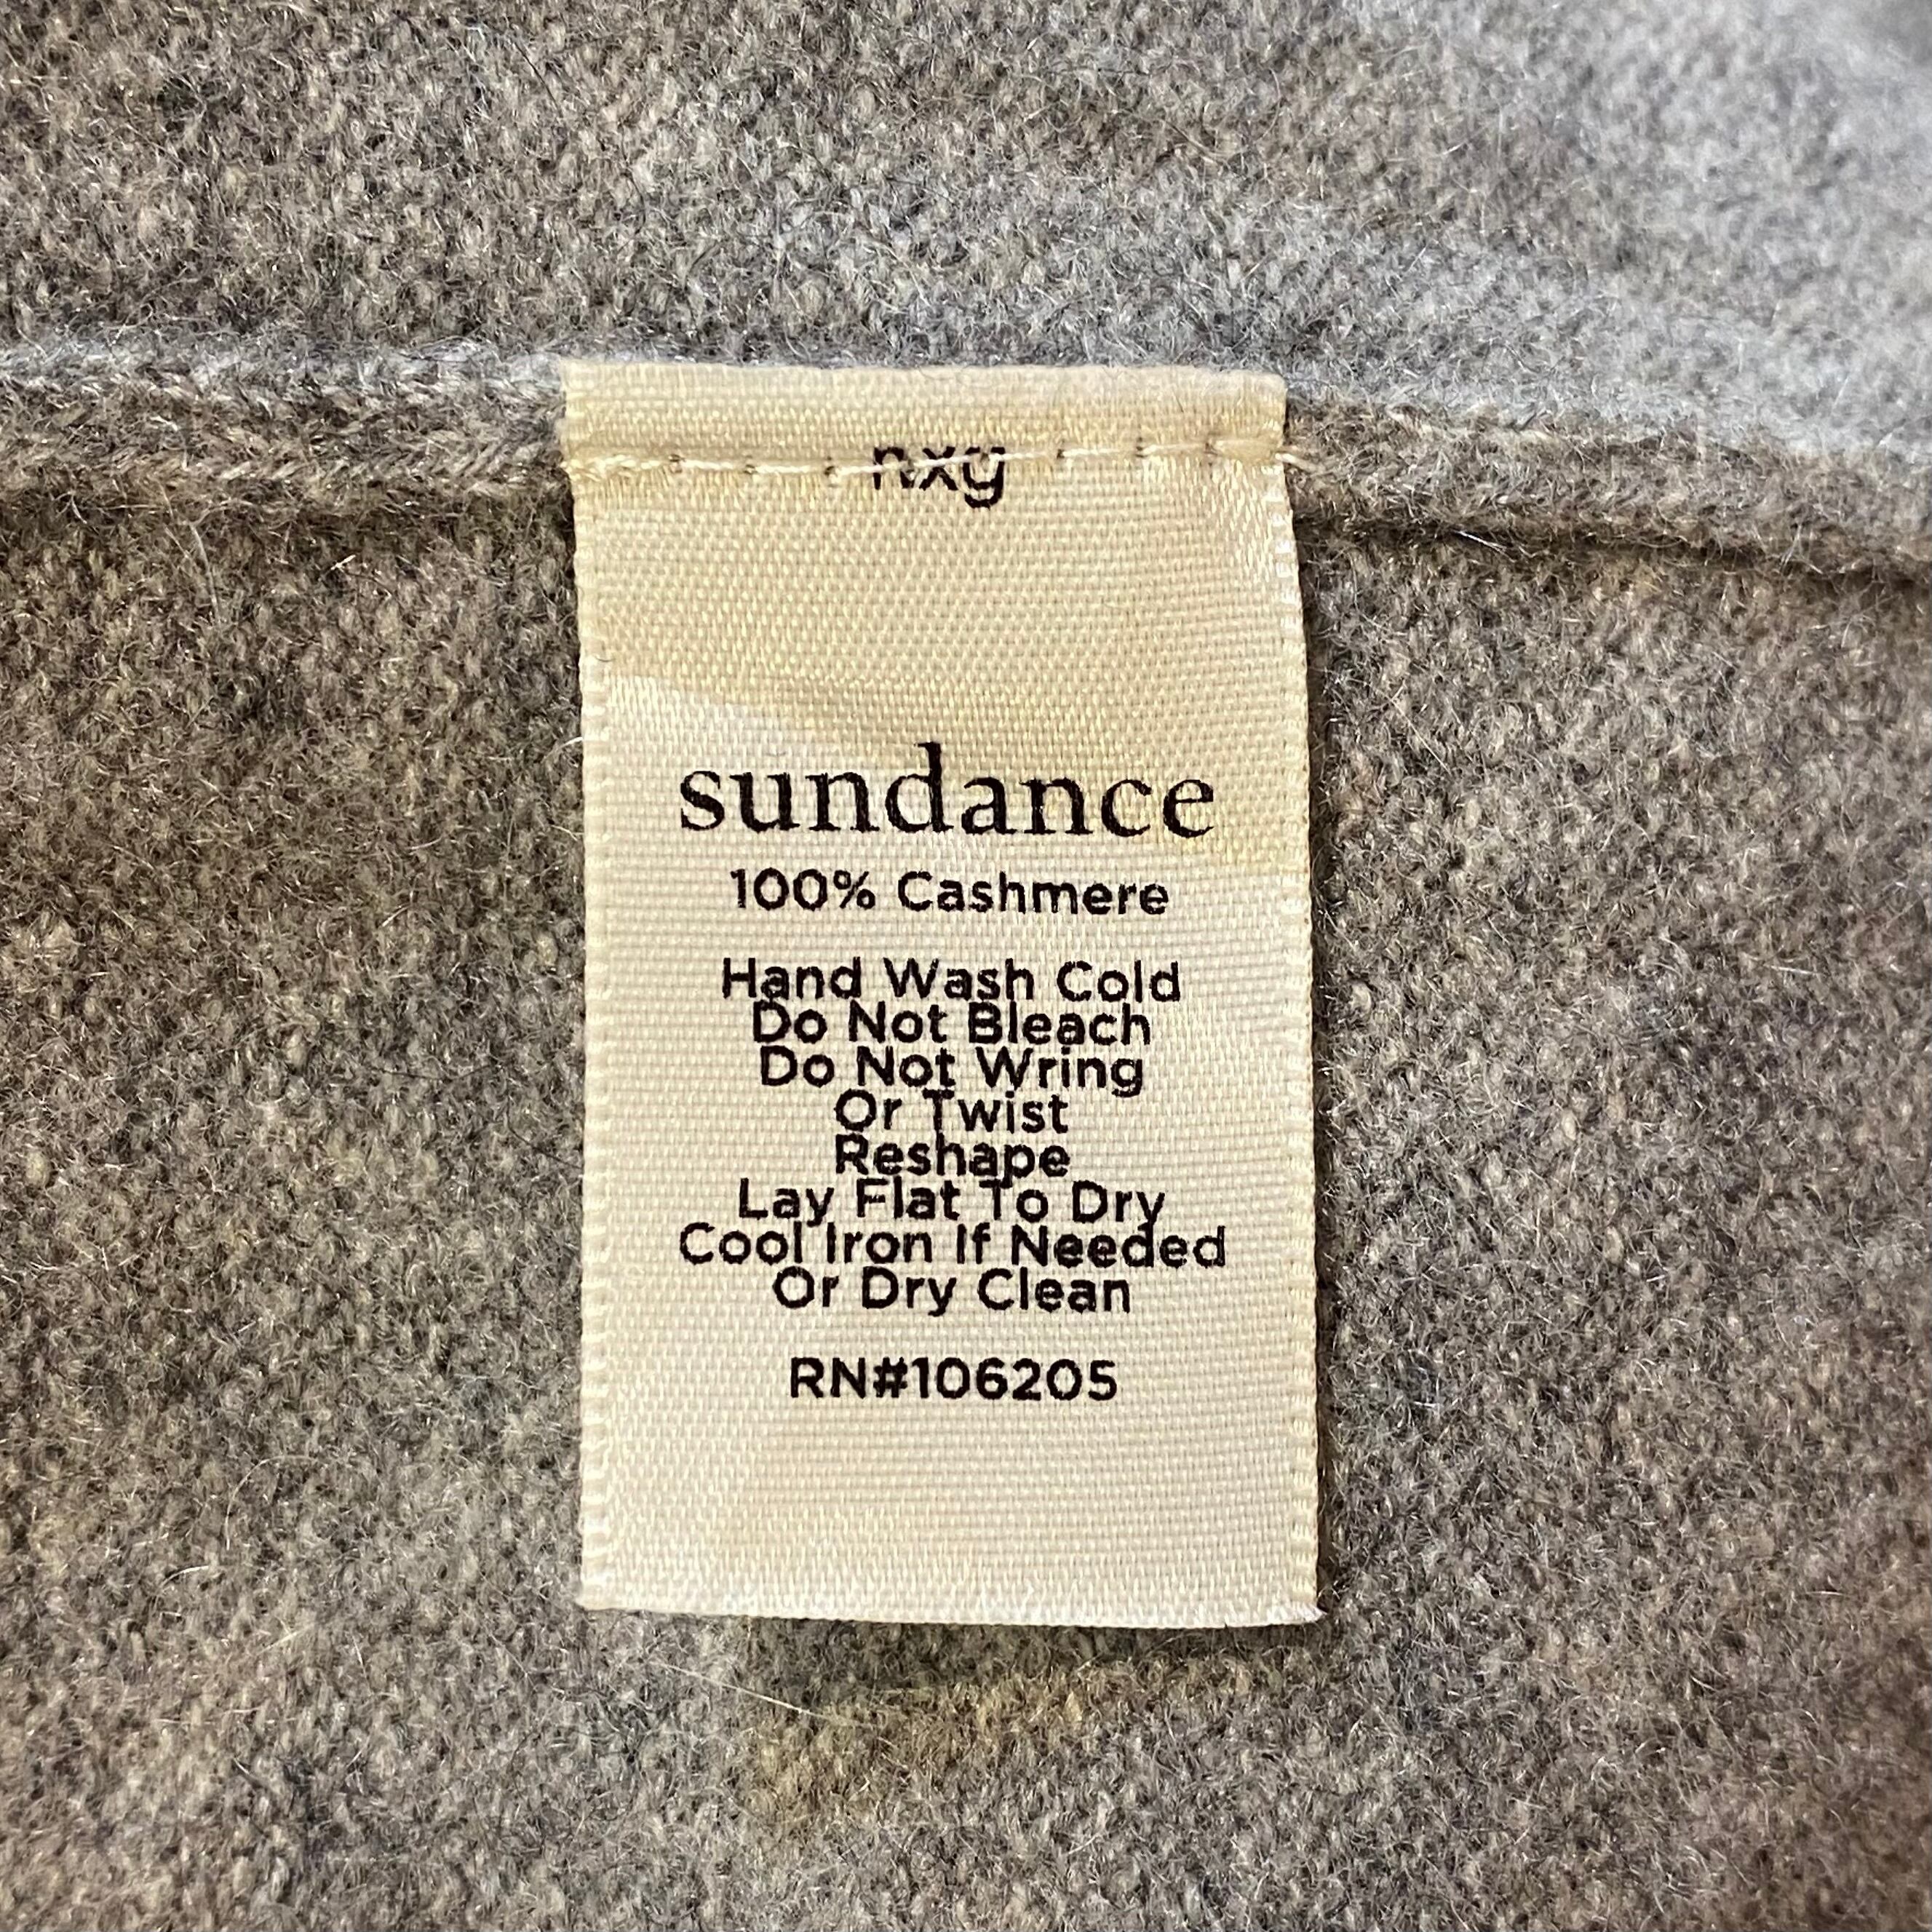 nxg
sundance
100% Cashmere
Hand Wash Cold
Do Not Bleach
Do Not Wring
Or Twist
Reshape
Lay Flat To Dry
Cool Iron If Needed
Or Dry Clean
RN#106205